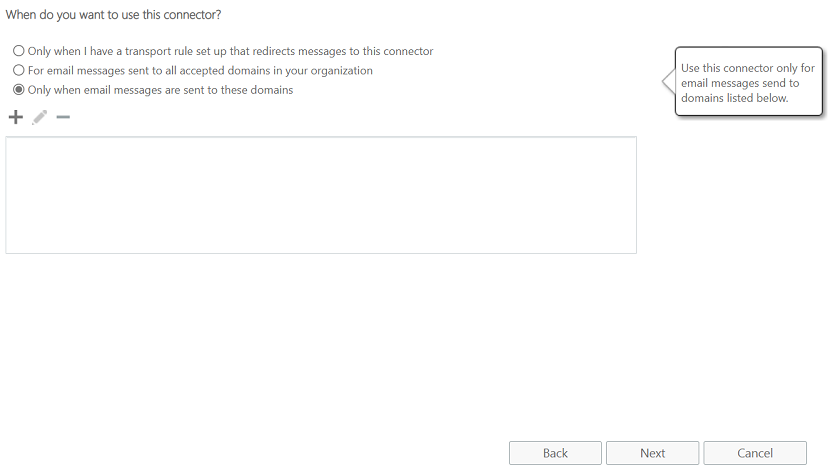 When do you want to use this connector?
Only when I have a transport rule set up that redirects messages to this connector
For email messages sent to all accepted domains in your organization
Only when email messages are sent to these domains
Use this connector only for
email messages send to
domains listed below.
Back
Next
Cancel